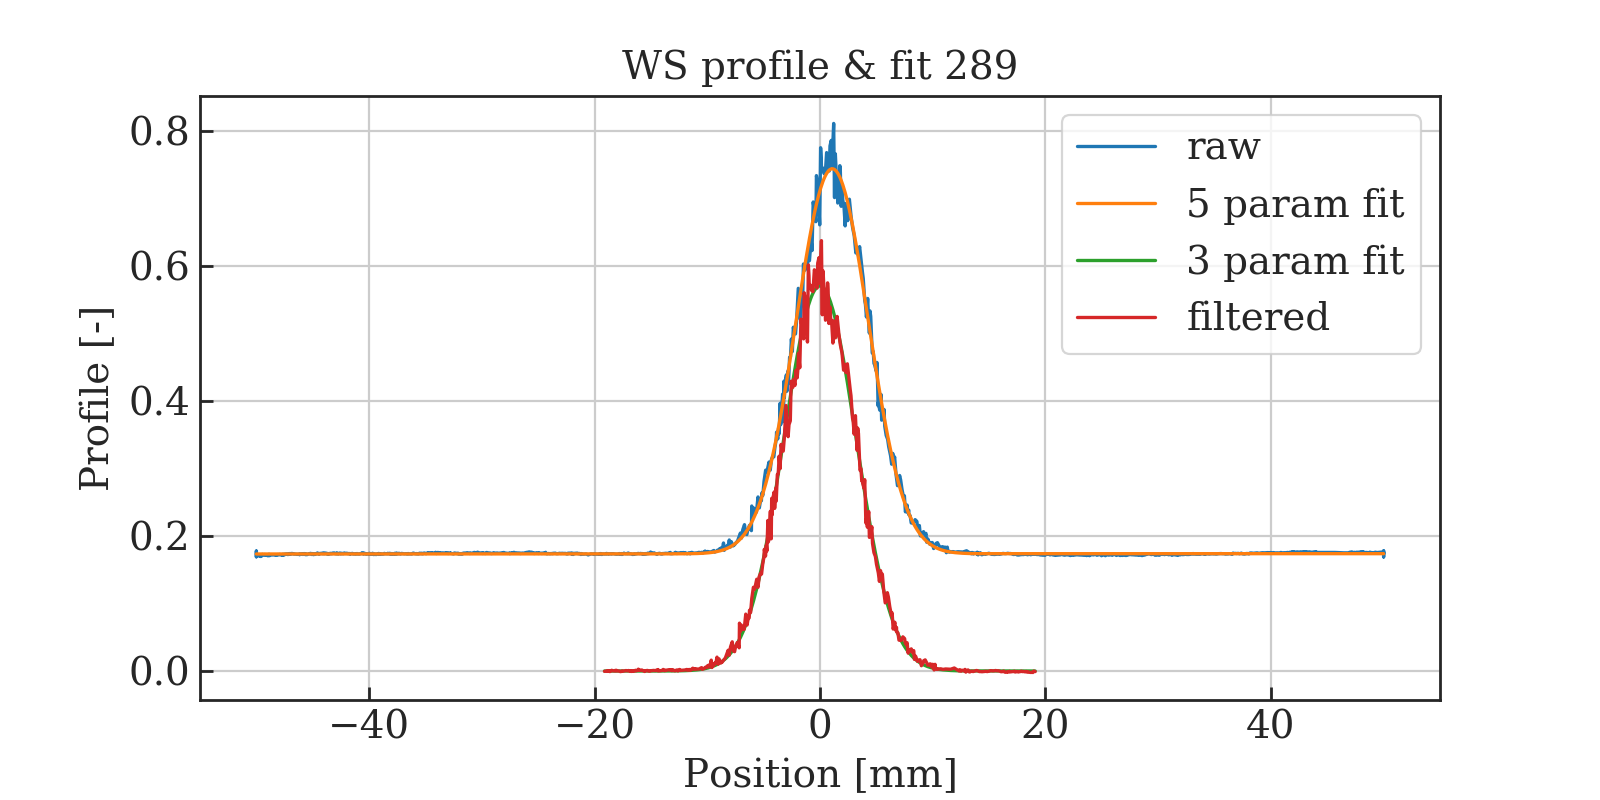 WS profile & fit 289
Profile [-]
0.8
0.6
0.4
0.2
0.0
raw
5 param fit
3 param fit
filtered
−40 −20 0 20 40
Position [mm]